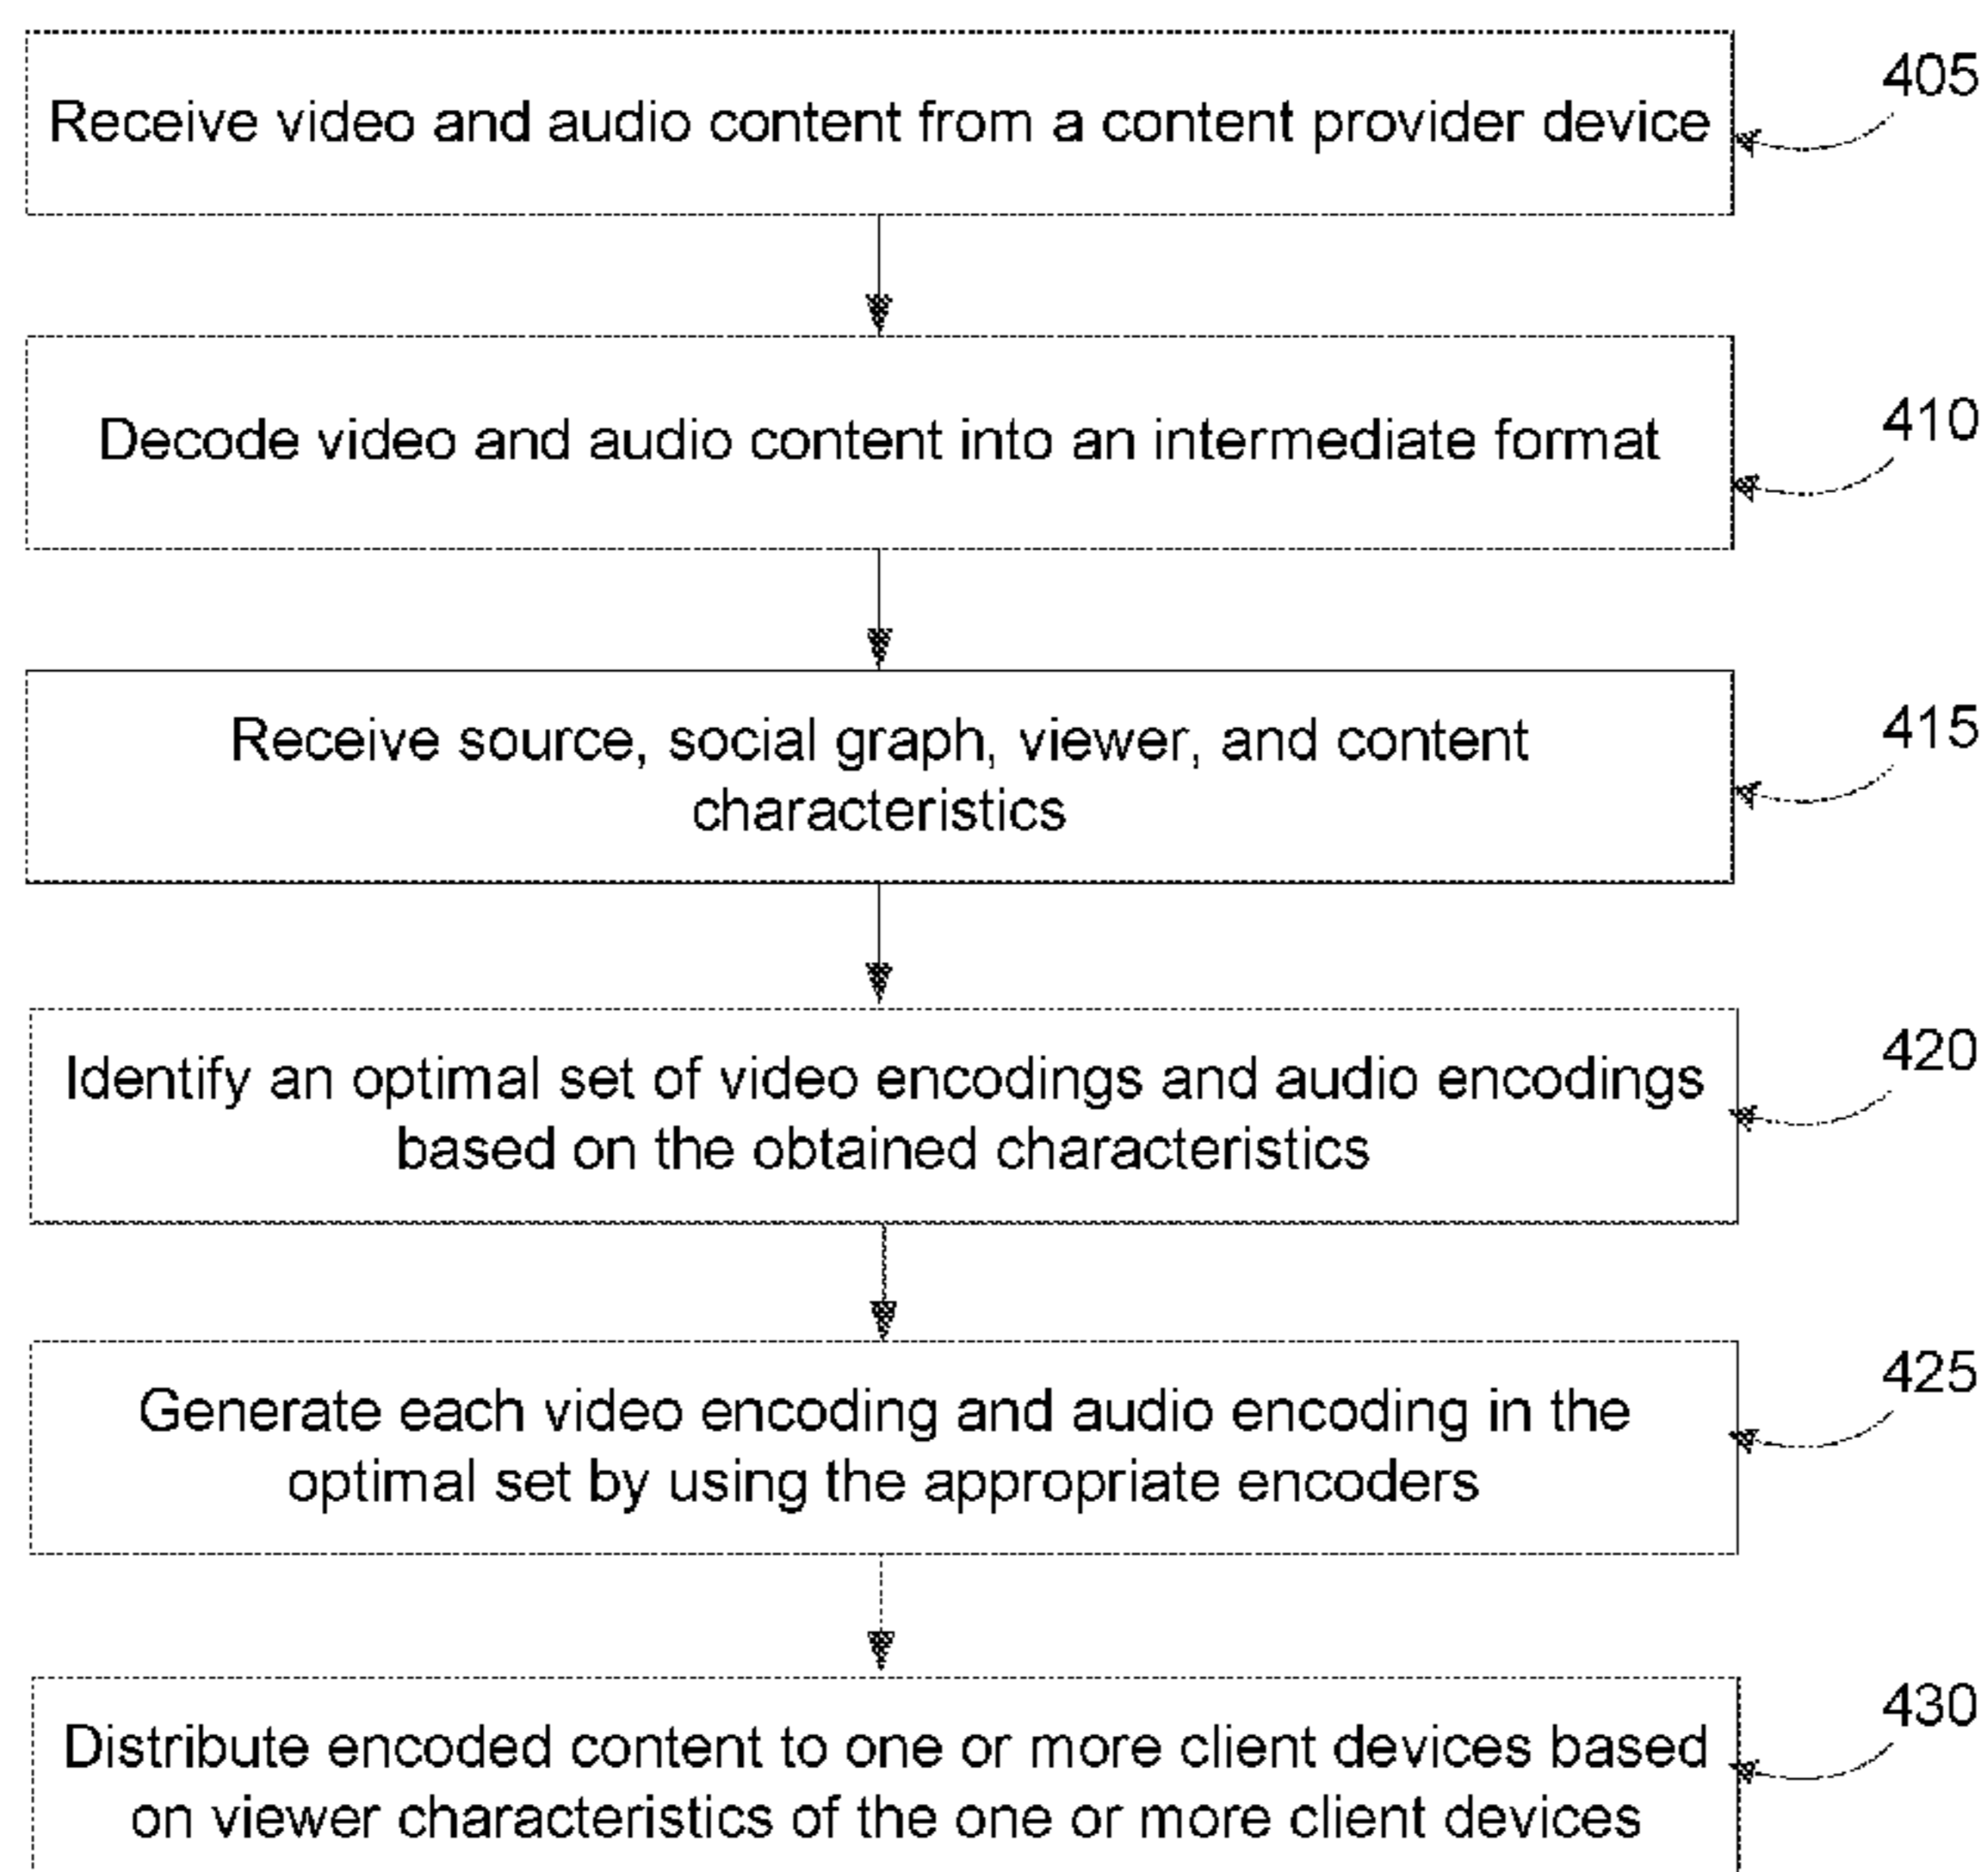 Receive video and audio content from a content provider device
405
Decode video and audio content into an intermediate format
410
Receive source, social graph, viewer, and content
characteristics
415
Identify an optimal set of video encodings and audio encodings
based on the obtained characteristics
420
Generate each video encoding and audio encoding in the
optimal set by using the appropriate encoders
425
Distribute encoded content to one or more client devices based
on viewer characteristics of the one or more client devices
430